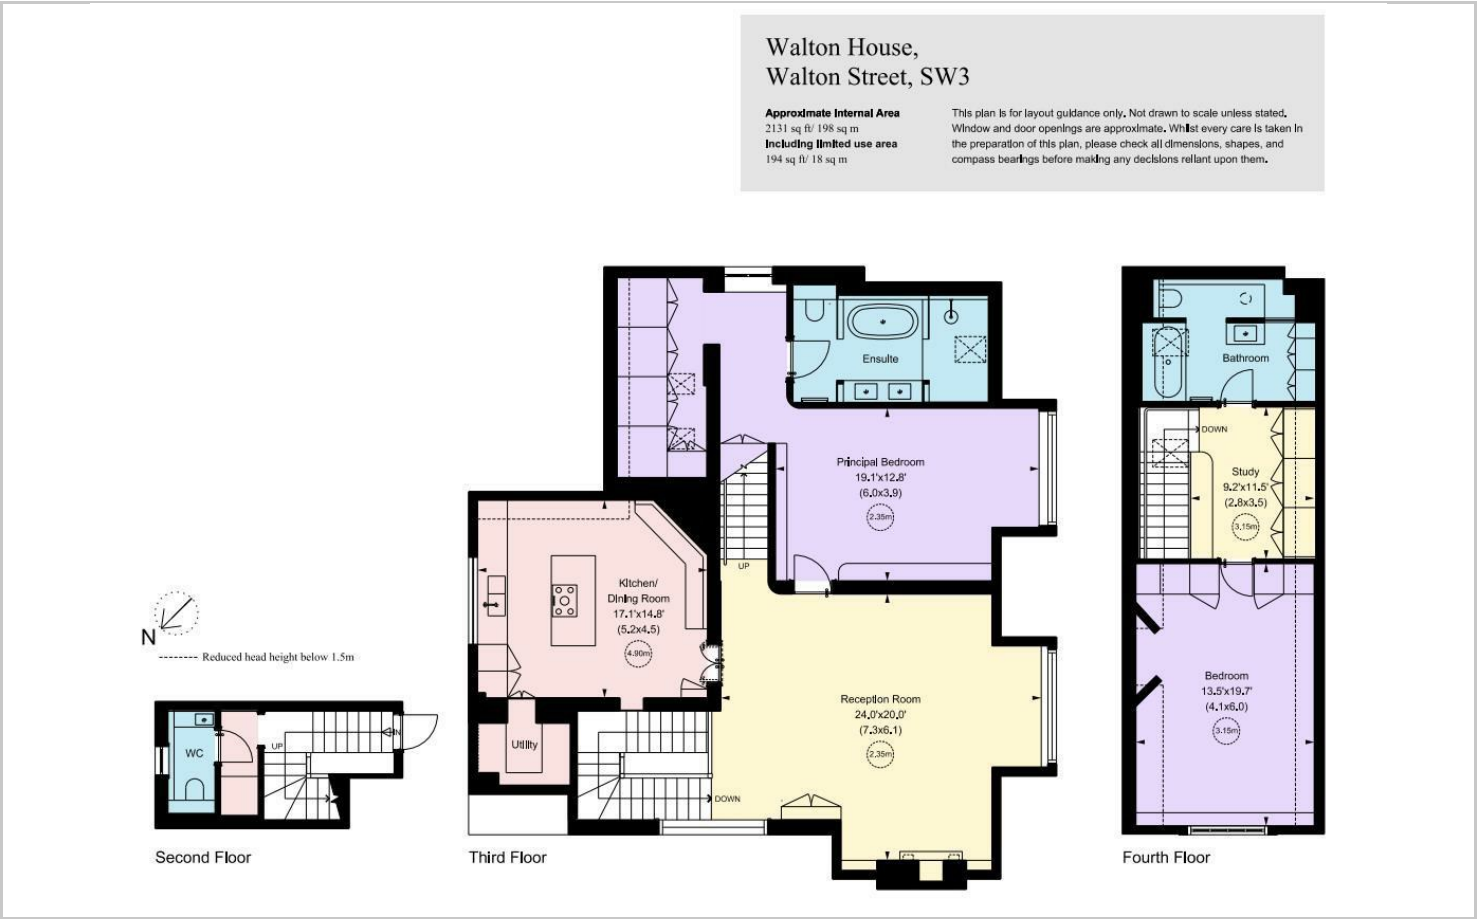 Walton House,
Walton Street, SW3
Approximate Internal Area
2131 sq ft/ 198 sq m
Including limited use area
194 sq ft/ 18 sq m
This plan is for layout guidance only. Not drawn to scale unless stated.
Window and door openings are approximate. Whilst every care is taken in
the preparation of this plan, please check all dimensions, shapes, and
compass bearings before making any decisions reliant upon them.
Ensuite
Principal Bedroom
19.1'x12.8'
(6.0x3.9)
2.35m
UP
Kitchen/
Dining Room
17.1'x14.8'
(5.2x4.5)
4.90m
Reception Room
24.0'x20.0'
(7.3x6.1)
2.35m
Utility
DOWN
Third Floor
Bathroom
DOWN
Study
9.2'x11.5'
(2.8x3.5)
3.15m
Bedroom
13.5'x19.7'
(4.1x6.0)
3.15m
Fourth Floor
N
Reduced head height below 1.5m
WC
UP
IN
Second Floor